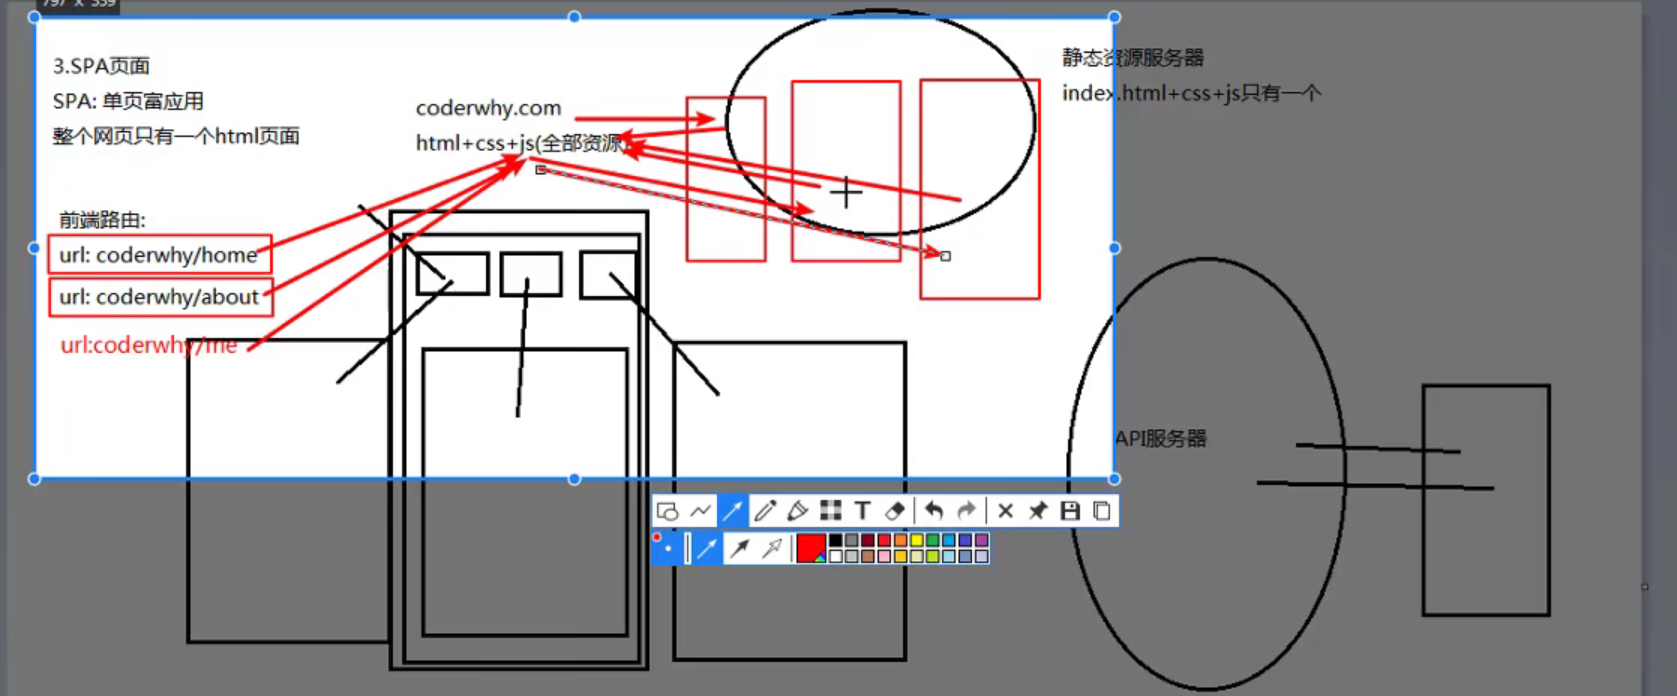 797 x 339
3.SPA页面
SPA: 单页富应用
整个网页只有一个html页面
coderwhy.com
html+css+js(全部资源)
静态资源服务器
index.html+css+js只有一个
前端路由:
url: coderwhy/home
url: coderwhy/about
url:coderwhy/me
API服务器